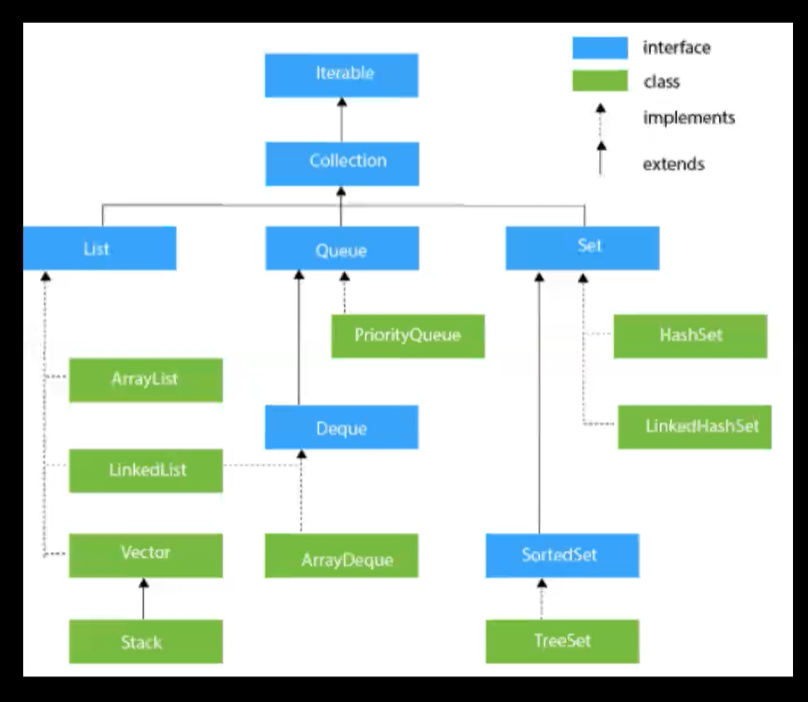 interface
class
implements
extends
Iterable
Collection
List
Queue
Set
PriorityQueue
HashSet
ArrayList
Deque
LinkedHashSet
LinkedList
Vector
ArrayDeque
SortedSet
Stack
TreeSet